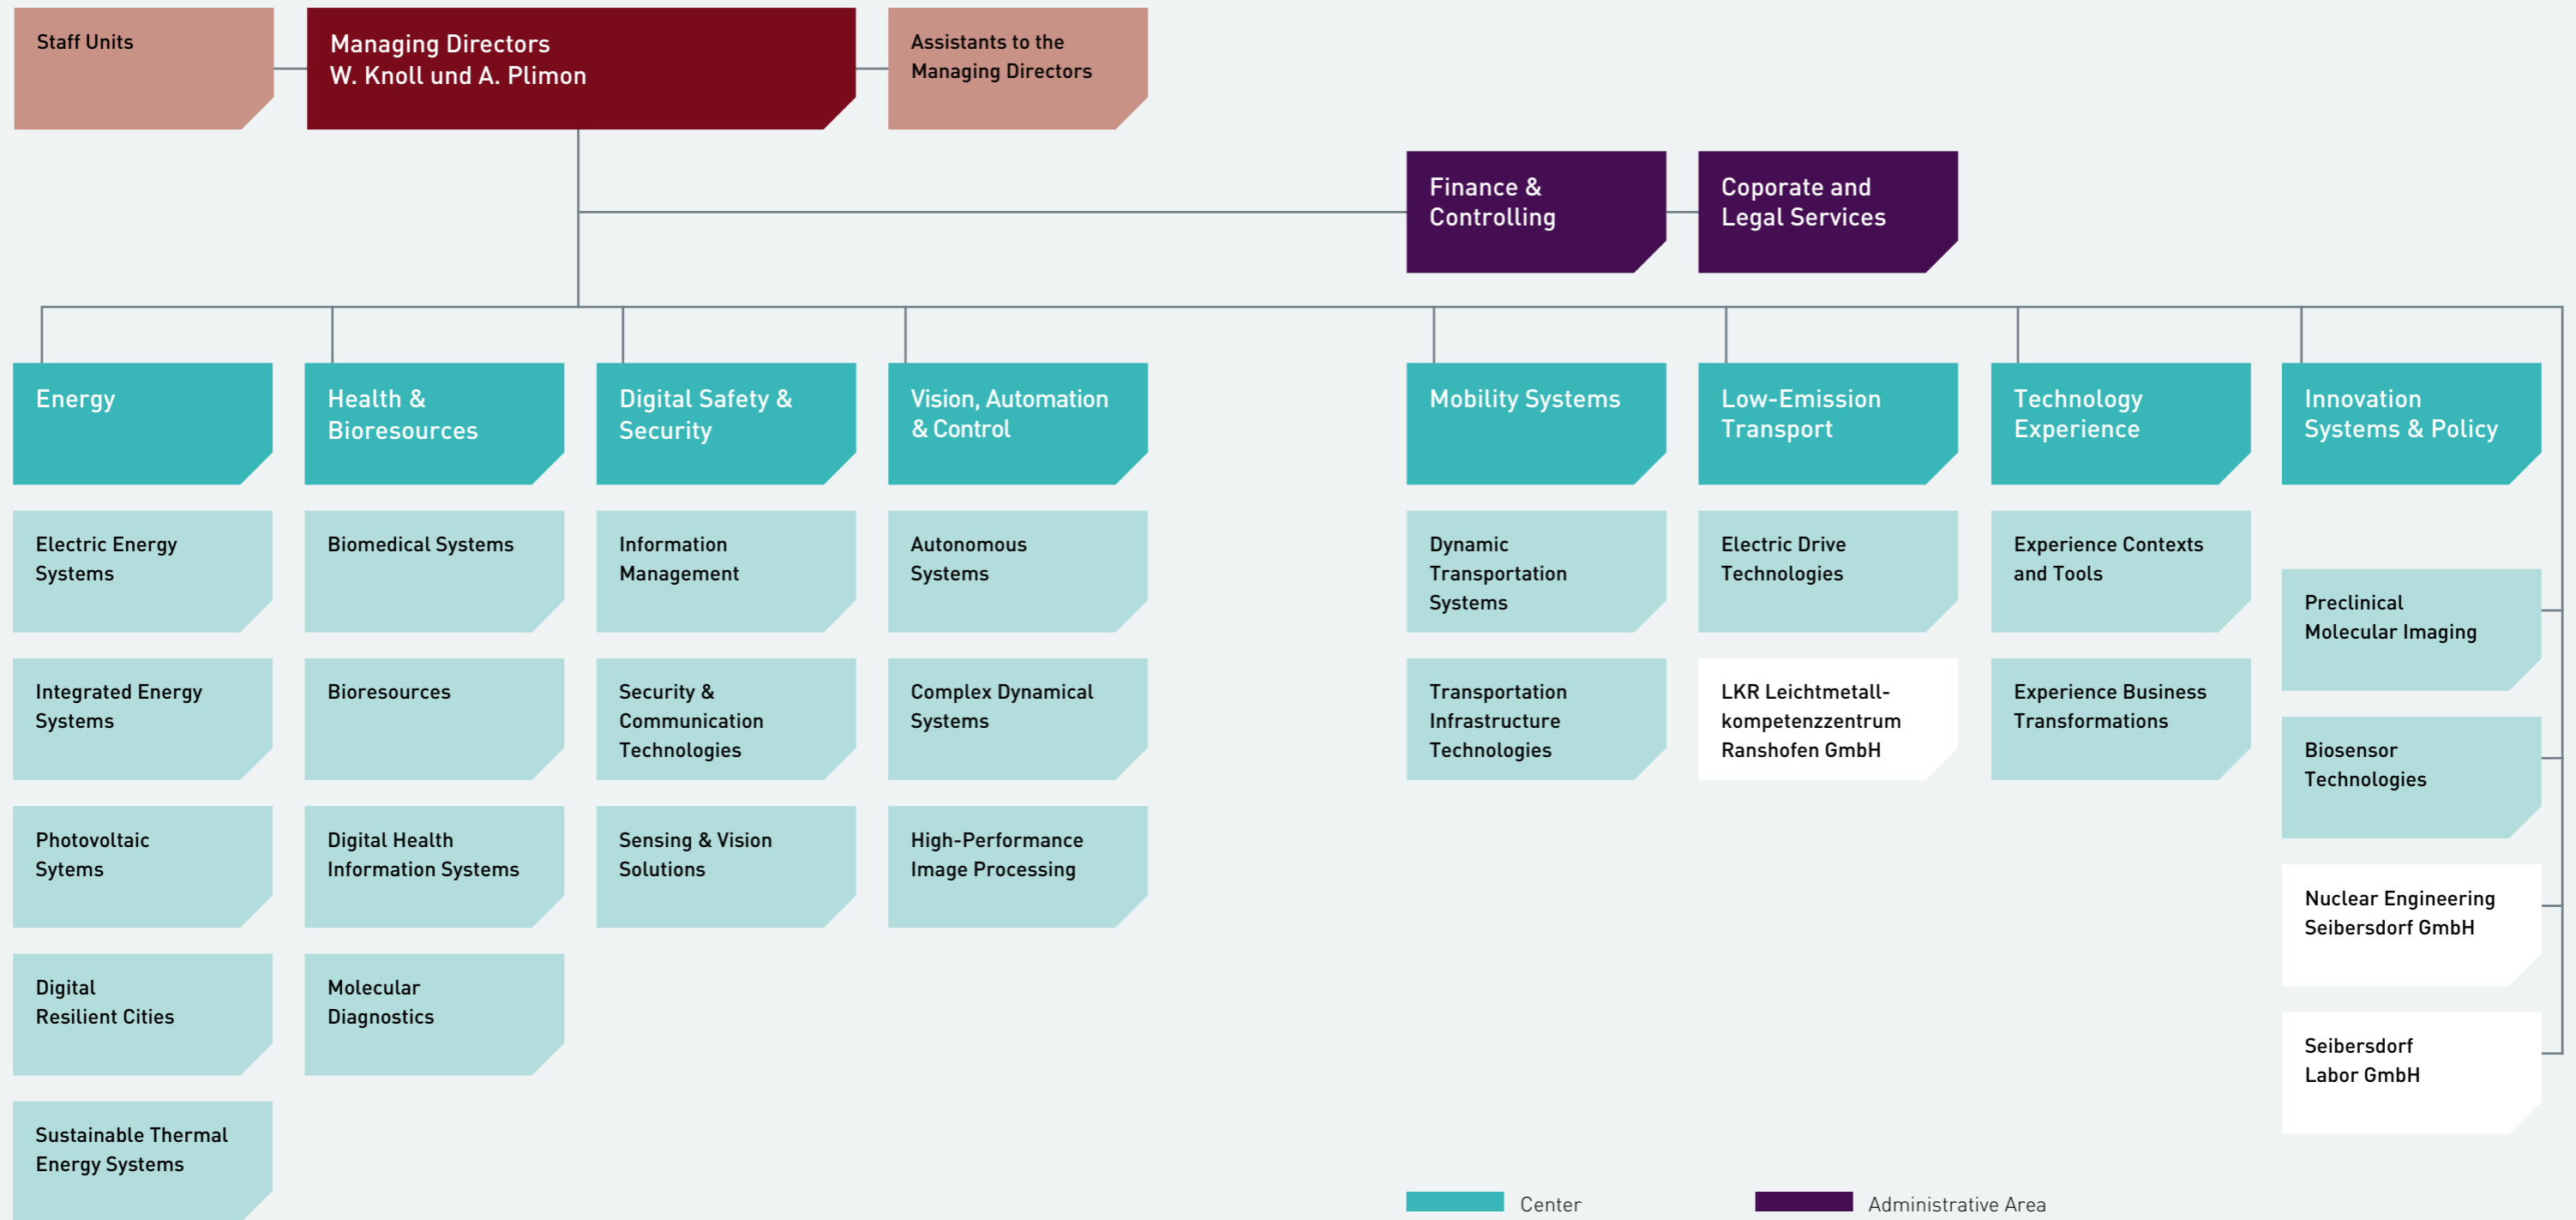 Staff Units
Managing Directors
W. Knoll und A. Plimon
Assistants to the
Managing Directors
Finance &
Controlling
Coporate and
Legal Services
Energy
Health &
Bioresources
Digital Safety &
Security
Vision, Automation
& Control
Mobility Systems
Low-Emission
Transport
Technology
Experience
Innovation
Systems & Policy
Electric Energy
Systems
Integrated Energy
Systems
Photovoltaic
Sytems
Digital
Resilient Cities
Sustainable Thermal
Energy Systems
Biomedical Systems
Bioresources
Digital Health
Information Systems
Molecular
Diagnostics
Information
Management
Security &
Communication
Technologies
Sensing & Vision
Solutions
Autonomous
Systems
Complex Dynamical
Systems
High-Performance
Image Processing
Dynamic
Transportation
Systems
Transportation
Infrastructure
Technologies
Electric Drive
Technologies
LKR Leichtmetall-
kompetenzzentrum
Ranshofen GmbH
Experience Contexts
and Tools
Experience Business
Transformations
Preclinical
Molecular Imaging
Biosensor
Technologies
Nuclear Engineering
Seibersdorf GmbH
Seibersdorf
Labor GmbH
Center
Administrative Area